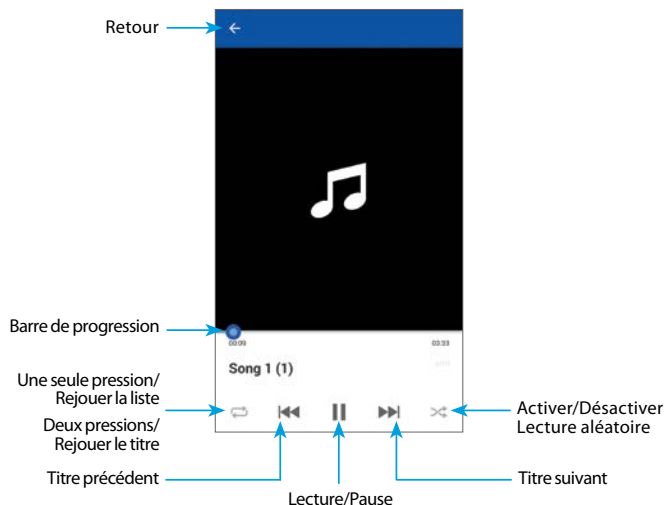 Retour
Barre de progression
00:09
03:33
Song 1 (1)
Une seule pression/
Rejouer la liste
Deux pressions/
Rejouer le titre
Activer/Désactiver
Lecture aléatoire
Titre précédent
Titre suivant
Lecture/Pause